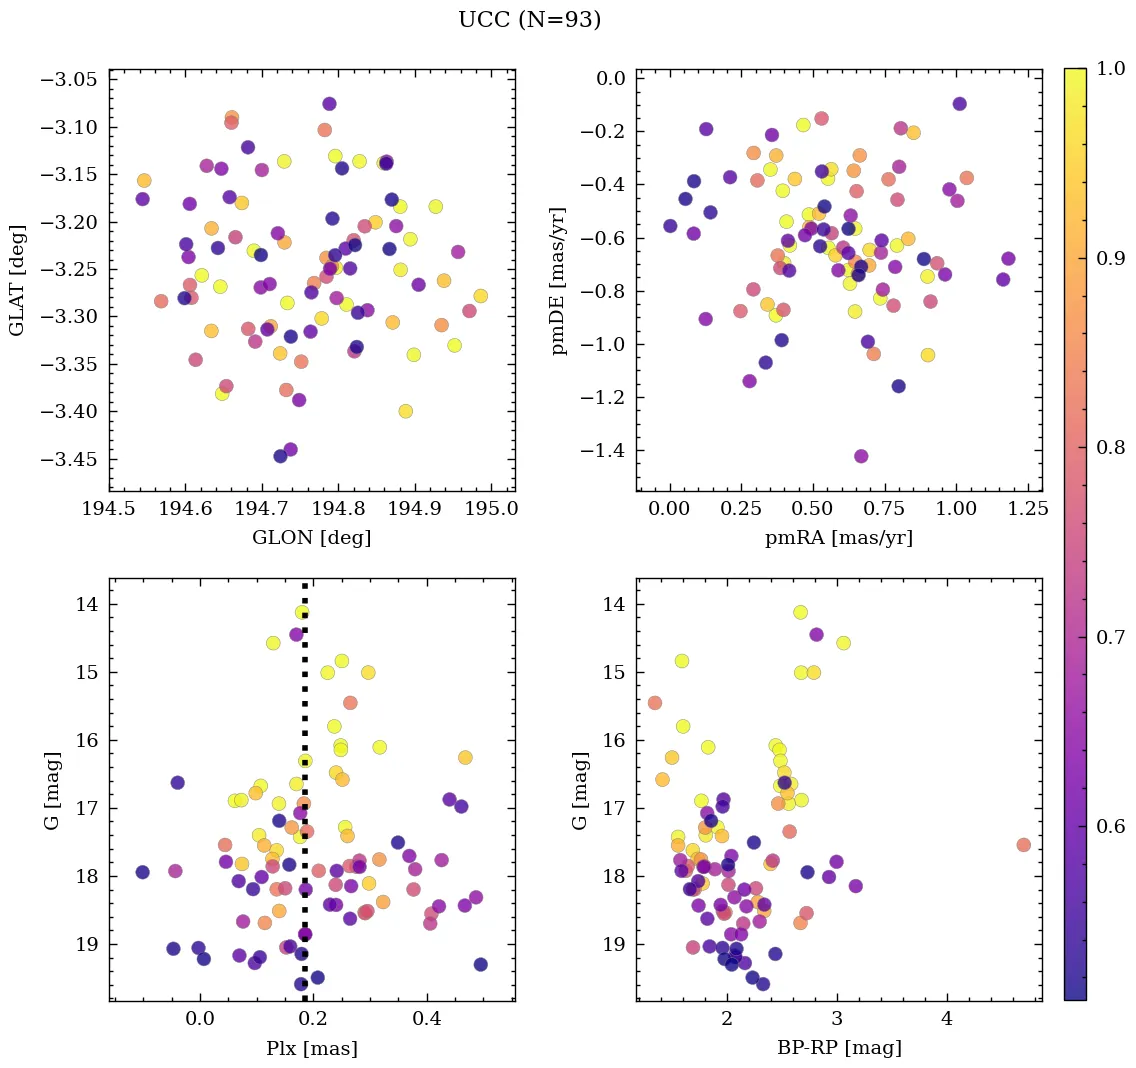 UCC (N=93)
−3.05
−3.10
−3.15
−3.20
−3.25
−3.30
−3.35
−3.40
−3.45
GLAT [deg]
194.5 194.6 194.7 194.8 194.9 195.0
GLON [deg]
0.0
−0.2
−0.4
−0.6
−0.8
−1.0
−1.2
−1.4
pmDE [mas/yr]
0.00 0.25 0.50 0.75 1.00 1.25
pmRA [mas/yr]
14
15
16
17
18
19
G [mag]
0.0 0.2 0.4
Plx [mas]
14
15
16
17
18
19
G [mag]
2 3 4
BP-RP [mag]
1.0
0.9
0.8
0.7
0.6